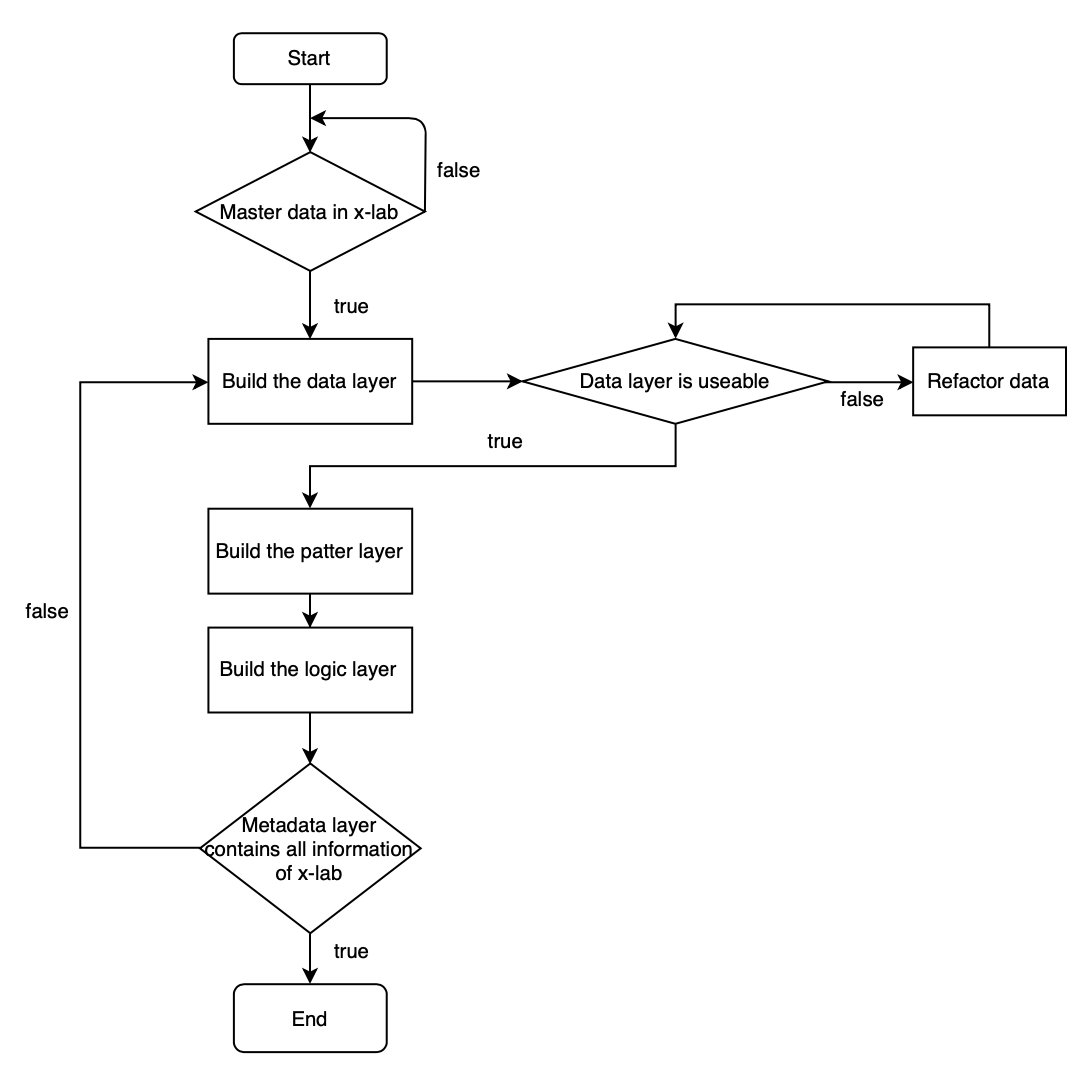 Start
false
Master data in x-lab
true
Build the data layer
Data layer is useable
false
Refactor data
true
Build the patter layer
false
Build the logic layer
Metadata layer
contains all information
of x-lab
true
End